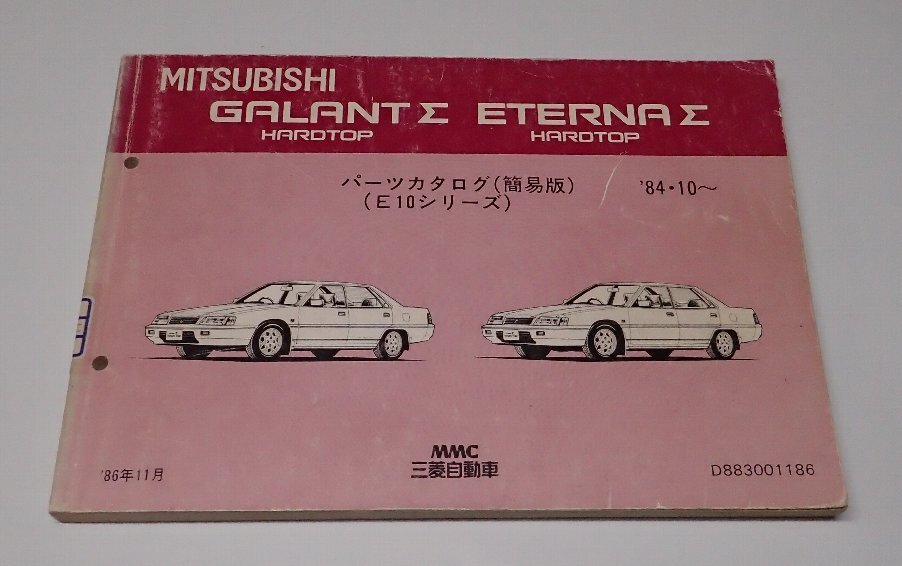 MITSUBISHI
GALANT Σ ETERNA Σ
HARDTOP HARDTOP
パーツカタログ(簡易版) '84・10〜
(E10シリーズ)
MMC
'86年11月 三菱自動車 D883001186